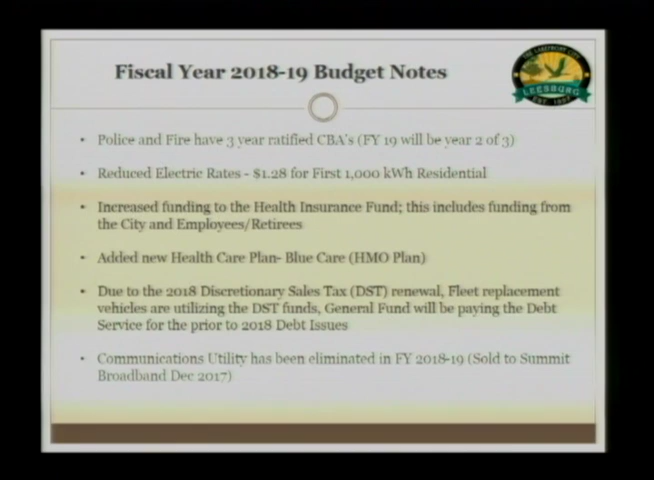 Fiscal Year 2018-19 Budget Notes
THE LAKEFRONT CITY
LEESBURG
EST. 1857
• Police and Fire have 3 year ratified CBA's (FY 19 will be year 2 of 3)
• Reduced Electric Rates - $1.28 for First 1,000 kWh Residential
• Increased funding to the Health Insurance Fund; this includes funding from
the City and Employees/Retirees
• Added new Health Care Plan- Blue Care (HMO Plan)
• Due to the 2018 Discretionary Sales Tax (DST) renewal, Fleet replacement
vehicles are utilizing the DST funds, General Fund will be paying the Debt
Service for the prior to 2018 Debt Issues
• Communications Utility has been eliminated in FY 2018-19 (Sold to Summit
Broadband Dec 2017)